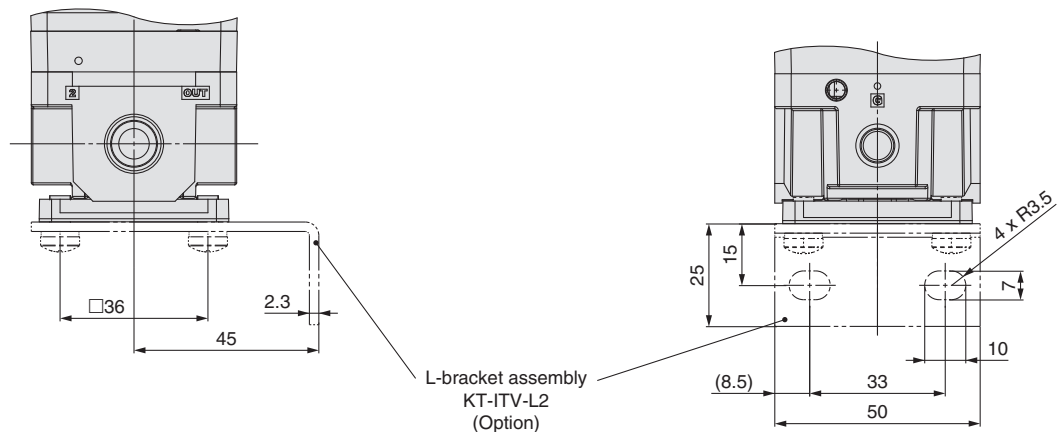 2
OUT
□36
2.3
45
L-bracket assembly
KT-ITV-L2
(Option)
G
4 x R3.5
15
25
7
10
(8.5)
33
50